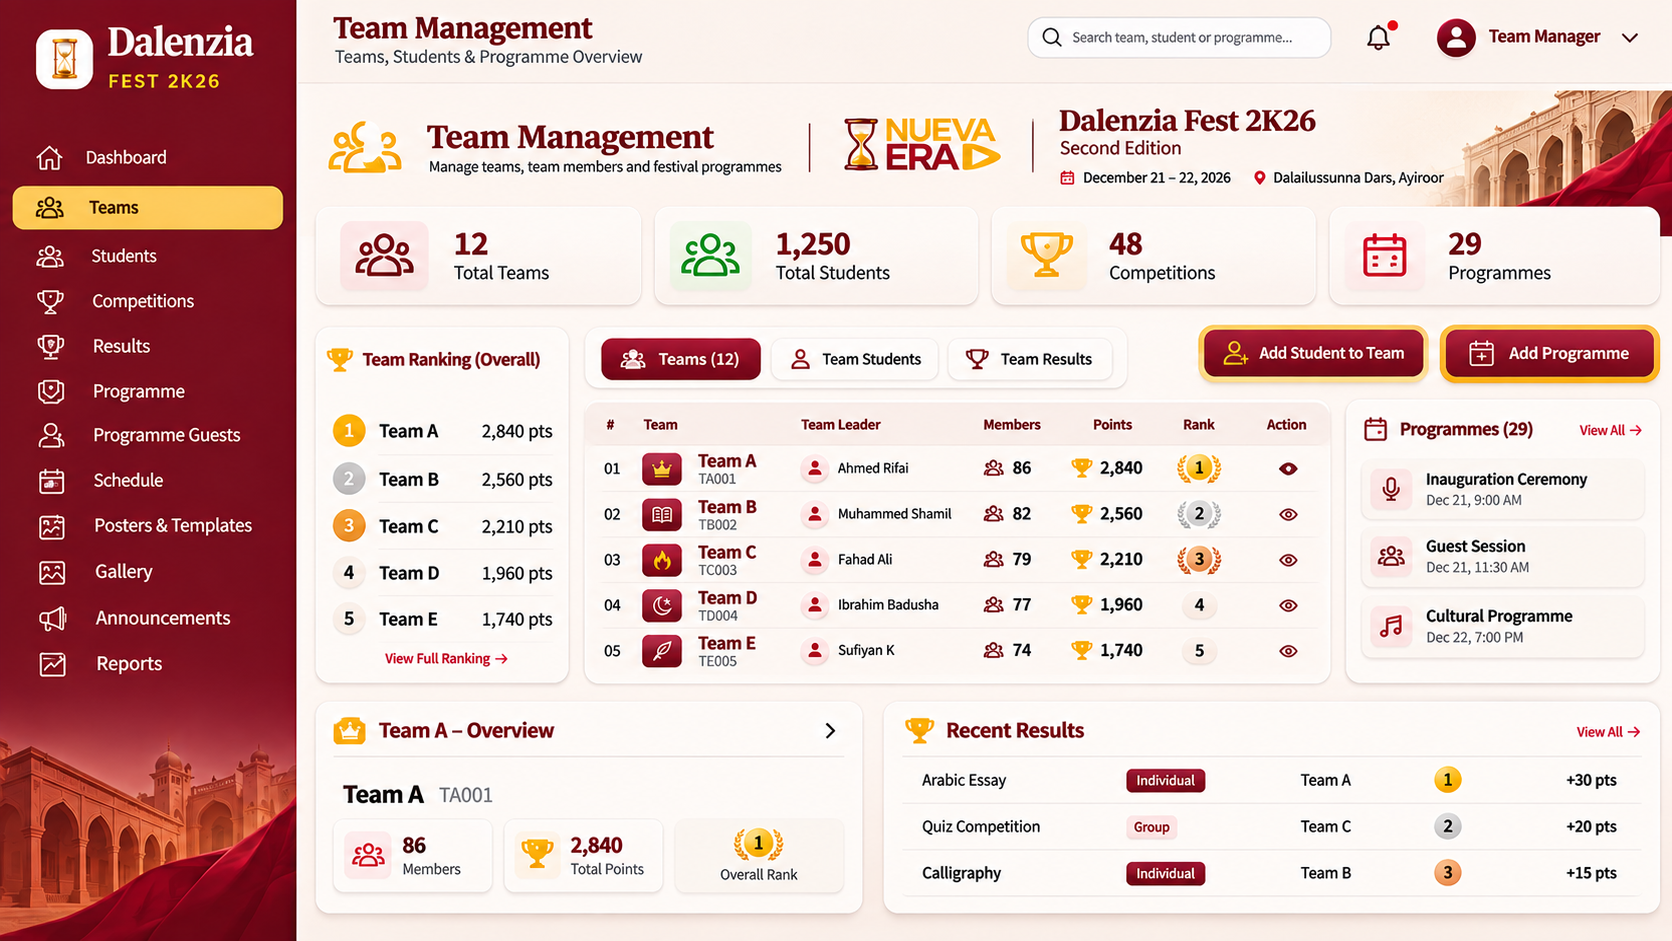 Dalenzia
FEST 2K26
Dashboard
Teams
Students
Competitions
Results
Programme
Programme Guests
Schedule
Posters & Templates
Gallery
Announcements
Reports
Team Management
Teams, Students & Programme Overview
Search team, student or programme...
Team Manager
Team Management
Manage teams, team members and festival programmes
NUEVA
ERA
Dalenzia Fest 2K26
Second Edition
December 21 – 22, 2026
Dalailussunna Dars, Ayiroor
12
Total Teams
1,250
Total Students
48
Competitions
29
Programmes
Team Ranking (Overall)
1 Team A 2,840 pts
2 Team B 2,560 pts
3 Team C 2,210 pts
4 Team D 1,960 pts
5 Team E 1,740 pts
View Full Ranking →
Teams (12)
Team Students
Team Results
Add Student to Team
Add Programme
# Team Team Leader Members Points Rank Action
01 Team A TA001 Ahmed Rifai 86 2,840 1
02 Team B TB002 Muhammed Shamil 82 2,560 2
03 Team C TC003 Fahad Ali 79 2,210 3
04 Team D TD004 Ibrahim Badusha 77 1,960 4
05 Team E TE005 Sufiyan K 74 1,740 5
Programmes (29)
View All →
Inauguration Ceremony
Dec 21, 9:00 AM
Guest Session
Dec 21, 11:30 AM
Cultural Programme
Dec 22, 7:00 PM
Team A – Overview
Team A TA001
86
Members
2,840
Total Points
1
Overall Rank
Recent Results
View All →
Arabic Essay Individual Team A 1 +30 pts
Quiz Competition Group Team C 2 +20 pts
Calligraphy Individual Team B 3 +15 pts